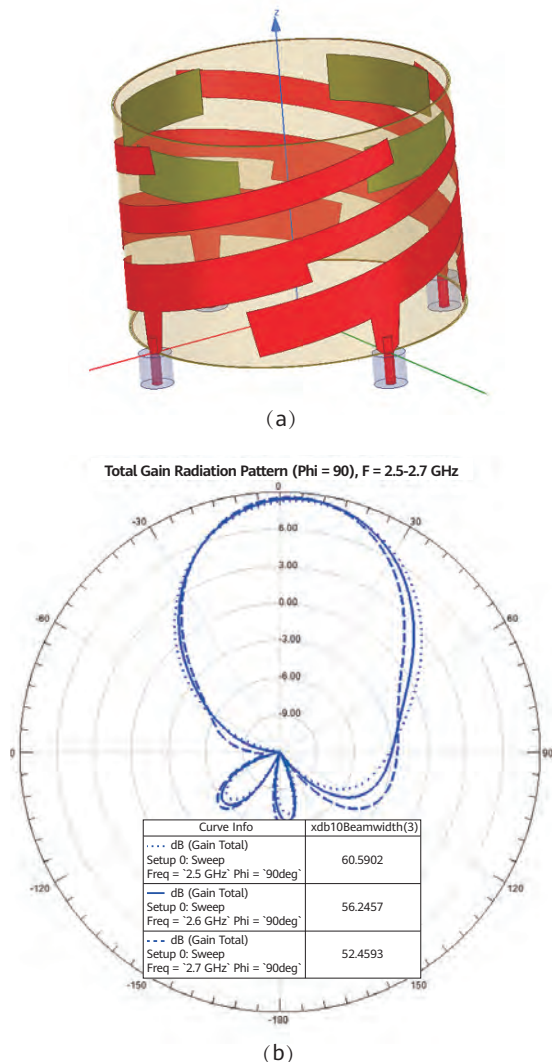 z
(a)
Total Gain Radiation Pattern (Phi = 90), F = 2.5-2.7 GHz
0
-30
30
6.00
3.00
-60
60
0.00
-3.00
-6.00
-9.00
0
90
Curve Info xdb10Beamwidth(3)
dB (Gain Total)
Setup 0: Sweep
Freq = `2.5 GHz` Phi = `90deg`
60.5902
dB (Gain Total)
Setup 0: Sweep
Freq = `2.6 GHz` Phi = `90deg`
56.2457
dB (Gain Total)
Setup 0: Sweep
Freq = `2.7 GHz` Phi = `90deg`
52.4593
-120
120
-150
150
-180
(b)